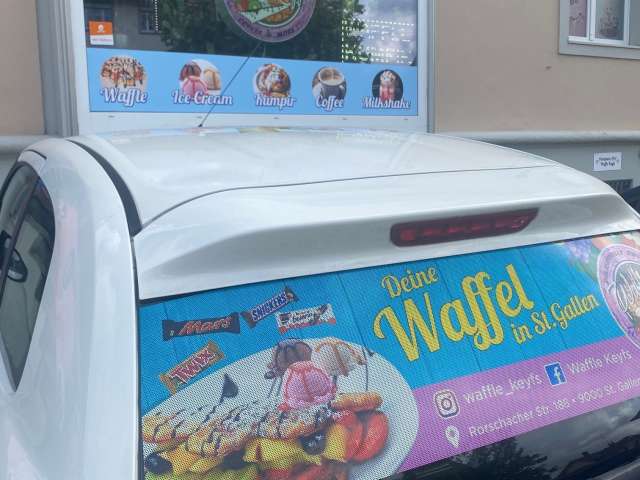 Waffle
Ice-Cream
Kumpir
Coffee
Milkshake
Deine
Waffel
in St. Gallen
Mars
SNICKERS
TWIX
waffle_keyfs
Waffle Keyfs
Rorschacher Str. 185 • 9000 St. Gallen